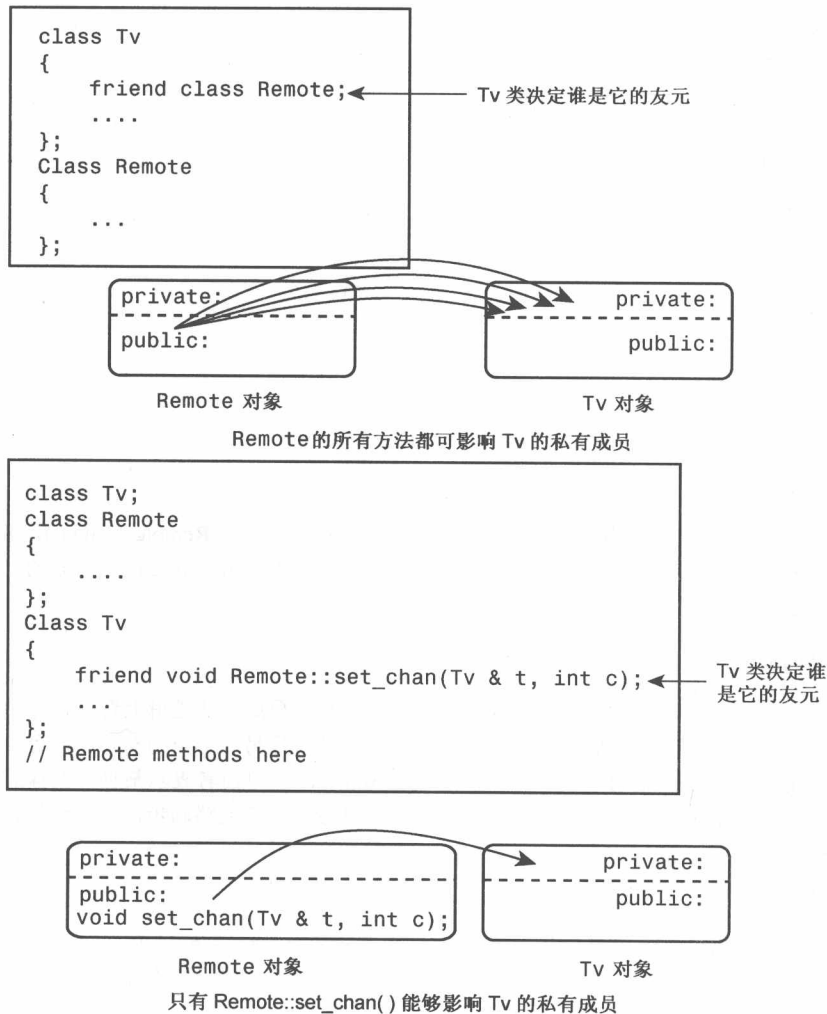 class Tv
{
friend class Remote;
Tv 类决定谁是它的友元
....
};
Class Remote
{
...
};
private:
public:
private:
public:
Remote 对象
Tv 对象
Remote的所有方法都可影响 Tv 的私有成员
class Tv;
class Remote
{
....
};
Class Tv
{
friend void Remote::set_chan(Tv & t, int c);
Tv 类决定谁
是它的友元
...
};
// Remote methods here
private:
public:
void set_chan(Tv & t, int c);
private:
public:
Remote 对象
Tv 对象
只有 Remote::set_chan( ) 能够影响 Tv 的私有成员